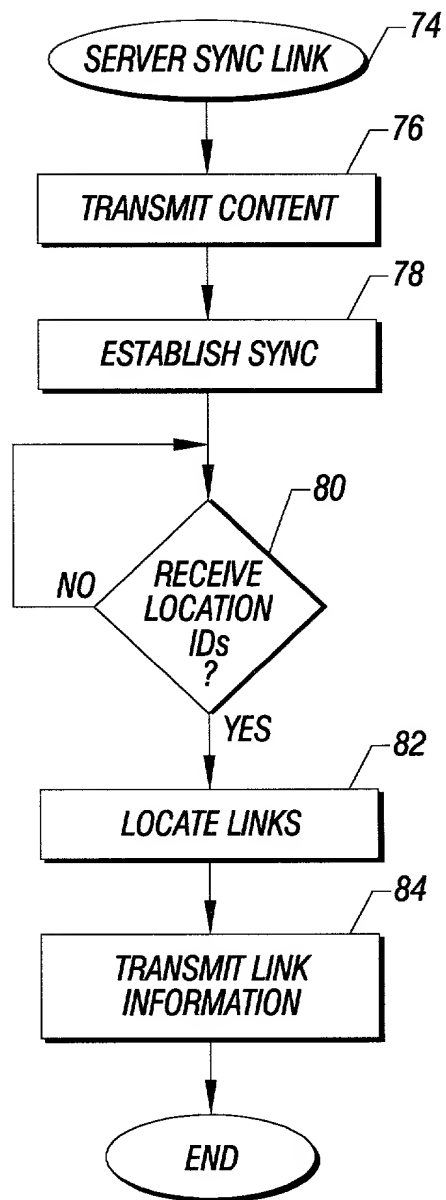 SERVER SYNC LINK
74
76
TRANSMIT CONTENT
78
ESTABLISH SYNC
80
RECEIVE
LOCATION
IDs
?
NO
YES
82
LOCATE LINKS
84
TRANSMIT LINK
INFORMATION
END